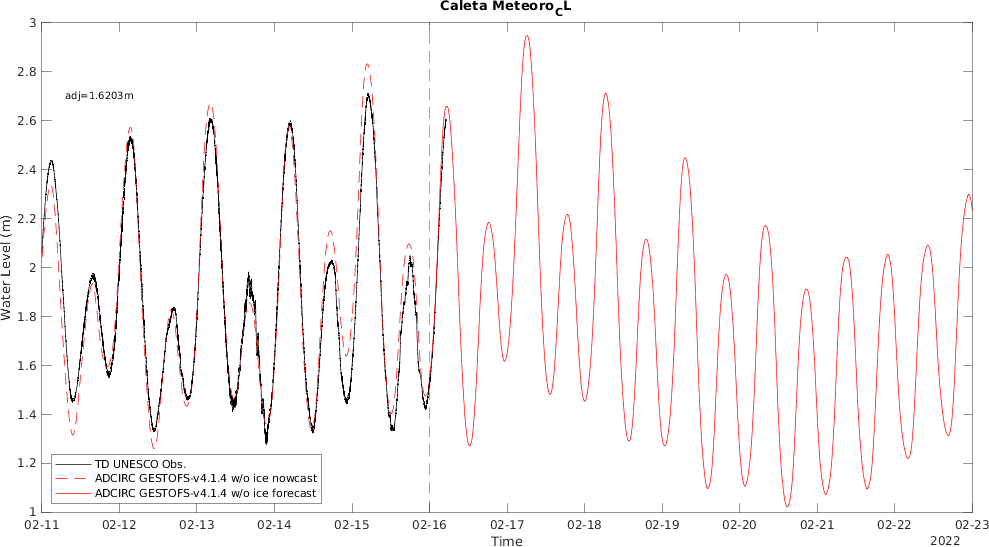 Caleta Meteoro_CL
3
2.8
2.6
2.4
2.2
2
1.8
1.6
1.4
1.2
1
Water Level (m)
adj=1.6203m
TD UNESCO Obs.
ADCIRC GESTOFS-v4.1.4 w/o ice nowcast
ADCIRC GESTOFS-v4.1.4 w/o ice forecast
02-11 02-12 02-13 02-14 02-15 02-16 02-17 02-18 02-19 02-20 02-21 02-22 02-23
Time
2022